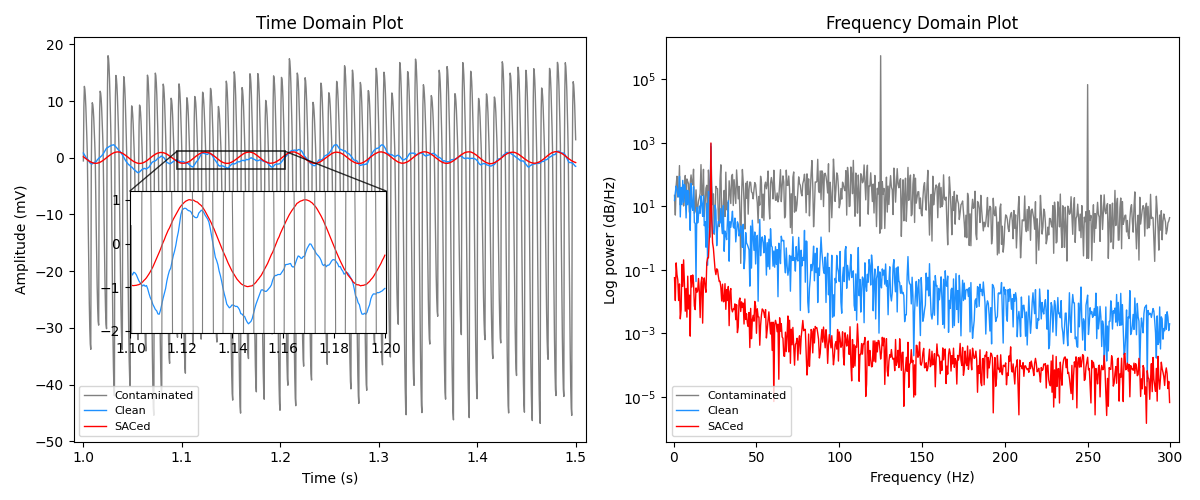 Time Domain Plot
20
10
0
−10
−20
−30
−40
−50
Amplitude (mV)
1
0
−1
−2
1.10 1.12 1.14 1.16 1.18 1.20
Contaminated
Clean
SACed
1.0 1.1 1.2 1.3 1.4 1.5
Time (s)
Frequency Domain Plot
10^5
10^3
10^1
10^−1
10^−3
10^−5
Log power (dB/Hz)
Contaminated
Clean
SACed
0 50 100 150 200 250 300
Frequency (Hz)